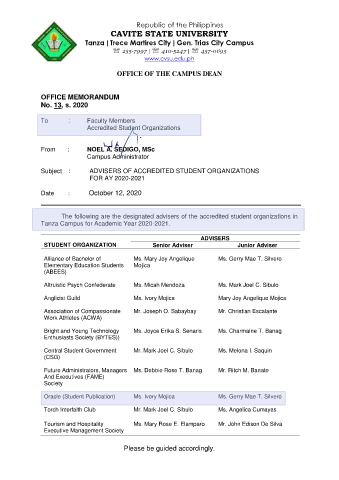 Republic of the Philippines
CAVITE STATE UNIVERSITY
Tanza | Trece Martires City | Gen. Trias City Campus
☏ 235-7997 | ☏ 410-5247 | ☏ 437-0693
www.cvsu.edu.ph
OFFICE OF THE CAMPUS DEAN
OFFICE MEMORANDUM
No. 13, s. 2020
To : Faculty Members
Accredited Student Organizations
From : NOEL A. SEDIGO, MSc
Campus Administrator
Subject : ADVISERS OF ACCREDITED STUDENT ORGANIZATIONS
FOR AY 2020-2021
Date : October 12, 2020
The following are the designated advisers of the accredited student organizations in
Tanza Campus for Academic Year 2020-2021.
ADVISERS
STUDENT ORGANIZATION Senior Adviser Junior Adviser
Alliance of Bachelor of Ms. Mary Joy Angelique Ms. Gerry Mae T. Silvero
Elementary Education Students Mojica
(ABEES)
Altruistic Psych Confederate Ms. Micah Mendoza Ms. Mark Joel C. Sibulo
Anglicist Guild Ms. Ivory Mojica Mary Joy Angelique Mojica
Association of Compassionate Mr. Joseph O. Sabaybay Mr. Christian Escalante
Work Athletes (ACWA)
Bright and Young Technology Ms. Joyce Erika S. Senaris Ms. Charmaine T. Banag
Enthusiasts Society (BYTES))
Central Student Government Mr. Mark Joel C. Sibulo Ms. Melona I. Saquin
(CSG)
Future Administrators, Managers Ms. Debbie Rose T. Banag Mr. Ritch M. Banate
And Executives (FAME)
Society
Oracle (Student Publication) Ms. Ivory Mojica Ms. Gerry Mae T. Silvero
Torch Interfaith Club Mr. Mark Joel C. Sibulo Ms. Angelica Cumayas
Tourism and Hospitality Ms. Mary Rose E. Elamparo Mr. John Edison De Silva
Executive Management Society
Please be guided accordingly.